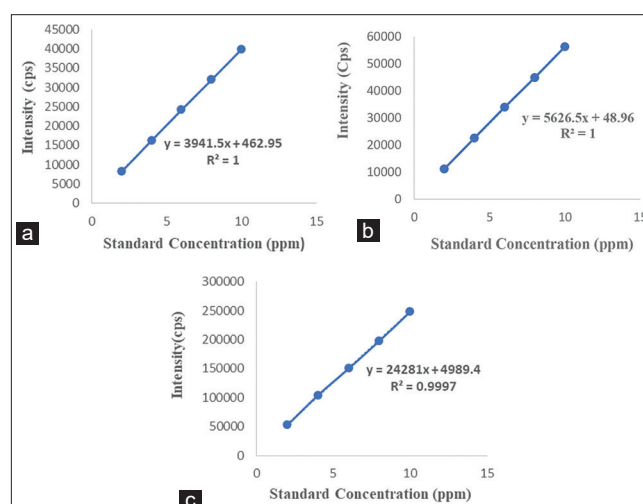 45000
40000
35000
30000
25000
20000
15000
10000
5000
0
Intensity (cps)
y = 3941.5x + 462.95
R² = 1
0 5 10 15
Standard Concentration (ppm)
a
60000
50000
40000
30000
20000
10000
0
Intensity (Cps)
y = 5626.5x + 48.96
R² = 1
0 5 10 15
Standard Concentration (ppm)
b
300000
250000
200000
150000
100000
50000
0
Intensity(cps)
y = 24281x + 4989.4
R² = 0.9997
0 5 10 15
Standard Concentration (ppm)
c